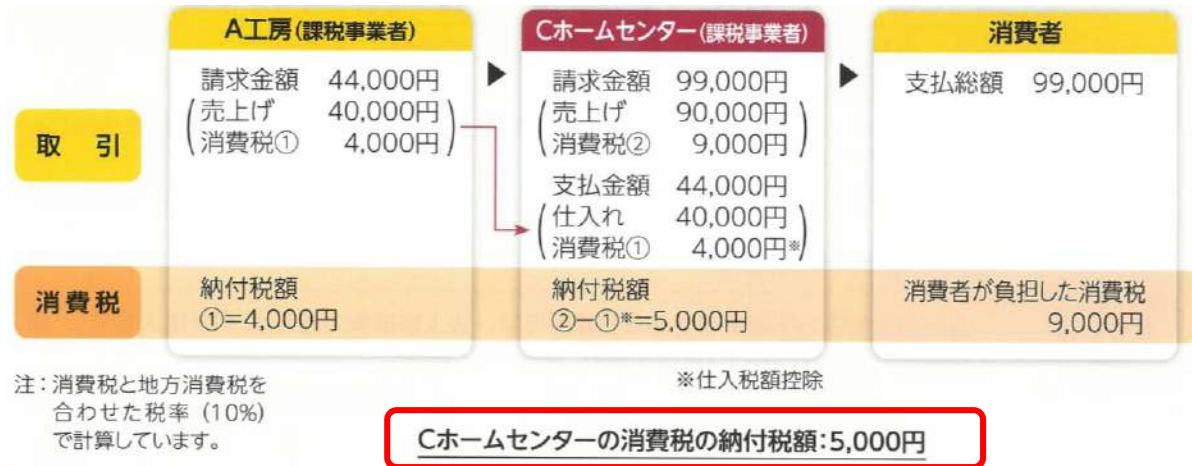 A工房(課税事業者)
請求金額 44,000円
(売上げ 40,000円)
消費税① 4,000円
Cホームセンター(課税事業者)
請求金額 99,000円
(売上げ 90,000円)
消費税② 9,000円
支払金額 44,000円
(仕入れ 40,000円)
消費税① 4,000円※
消費者
支払総額 99,000円
取引
消費税
納付税額
①=4,000円
納付税額
②−①※=5,000円
消費者が負担した消費税
9,000円
注:消費税と地方消費税を
合わせた税率(10%)
で計算しています。
※仕入税額控除
Cホームセンターの消費税の納付税額:5,000円